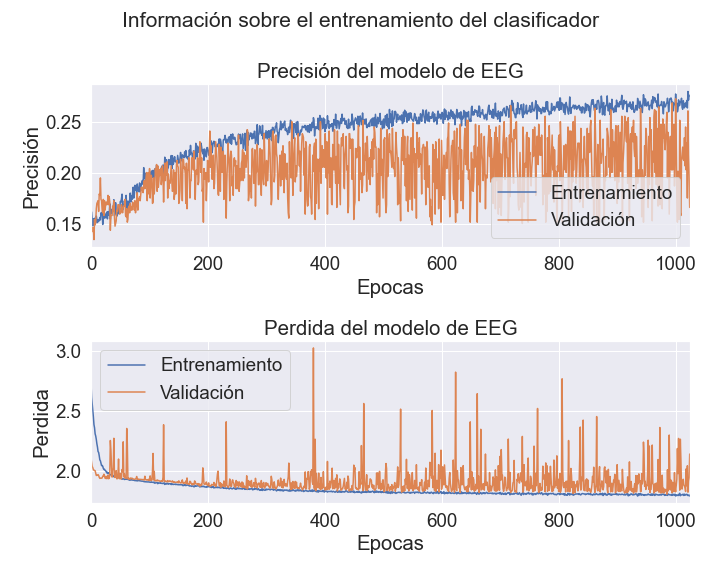 Información sobre el entrenamiento del clasificador
Precisión del modelo de EEG
Precisión
0.25
0.20
0.15
Entrenamiento
Validación
0 200 400 600 800 1000
Epocas
Perdida del modelo de EEG
Perdida
3.0
2.5
2.0
Entrenamiento
Validación
0 200 400 600 800 1000
Epocas